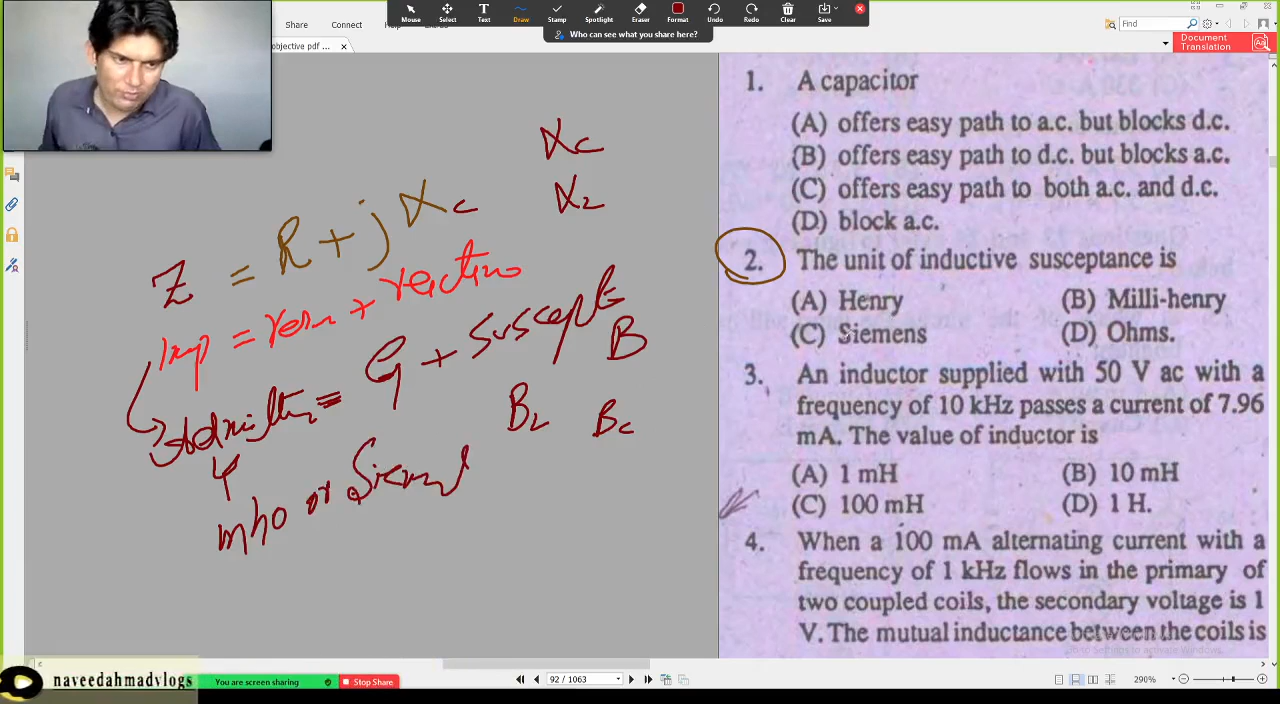 Share Connect
Mouse Select Text Draw Stamp Spotlight Eraser Format Undo Redo Clear Save
Who can see what you share here?
Find
objective pdf ...
Document
Translation
Xc
XL
Z = R + j Xc
Imp = +
= G + suscept
B
BL Bc
Y
mho or
1. A capacitor
(A) offers easy path to a.c. but blocks d.c.
(B) offers easy path to d.c. but blocks a.c.
(C) offers easy path to both a.c. and d.c.
(D) block a.c.
2. The unit of inductive susceptance is
(A) Henry (B) Milli-henry
(C) Siemens (D) Ohms.
3. An inductor supplied with 50 V ac with a
frequency of 10 kHz passes a current of 7.96
mA. The value of inductor is
(A) 1 mH (B) 10 mH
(C) 100 mH (D) 1 H.
4. When a 100 mA alternating current with a
frequency of 1 kHz flows in the primary of
two coupled coils, the secondary voltage is 1
V. The mutual inductance between the coils is
naveedahmadvlogs
You are screen sharing Stop Share
92 / 1063
290%